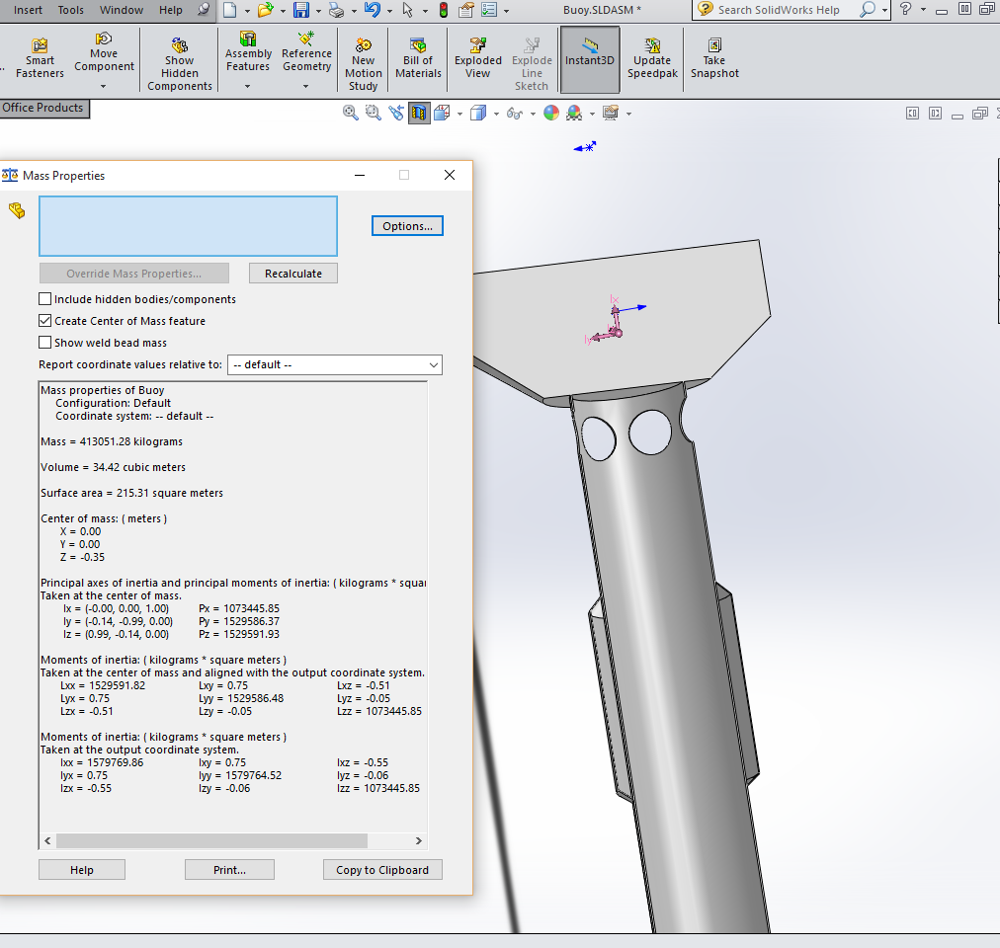 Insert Tools Window Help Buoy.SLDASM * Search SolidWorks Help
Smart Fasteners
Move Component
Show Hidden Components
Assembly Features
Reference Geometry
New Motion Study
Bill of Materials
Exploded View
Explode Line Sketch
Instant3D
Update Speedpak
Take Snapshot
Office Products
Mass Properties
Options...
Override Mass Properties... Recalculate
Include hidden bodies/components
Create Center of Mass feature
Show weld bead mass
Report coordinate values relative to: -- default --
Mass properties of Buoy
Configuration: Default
Coordinate system: -- default --
Mass = 413051.28 kilograms
Volume = 34.42 cubic meters
Surface area = 215.31 square meters
Center of mass: ( meters )
X = 0.00
Y = 0.00
Z = -0.35
Principal axes of inertia and principal moments of inertia: ( kilograms * squar
Taken at the center of mass.
Ix = (-0.00, 0.00, 1.00) Px = 1073445.85
Iy = (-0.14, -0.99, 0.00) Py = 1529586.37
Iz = (0.99, -0.14, 0.00) Pz = 1529591.93
Moments of inertia: ( kilograms * square meters )
Taken at the center of mass and aligned with the output coordinate system.
Lxx = 1529591.82 Lxy = 0.75 Lxz = -0.51
Lyx = 0.75 Lyy = 1529586.48 Lyz = -0.05
Lzx = -0.51 Lzy = -0.05 Lzz = 1073445.85
Moments of inertia: ( kilograms * square meters )
Taken at the output coordinate system.
Ixx = 1579769.86 Ixy = 0.75 Ixz = -0.55
Iyx = 0.75 Iyy = 1579764.52 Iyz = -0.06
Izx = -0.55 Izy = -0.06 Izz = 1073445.85
Help Print... Copy to Clipboard
Ix
Iy